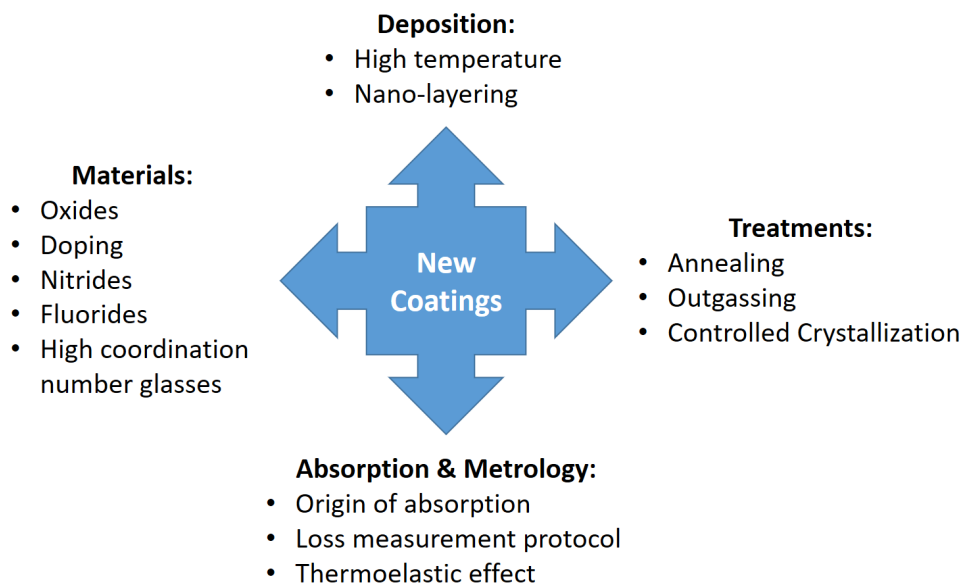 Deposition:
• High temperature
• Nano-layering
Materials:
• Oxides
• Doping
• Nitrides
• Fluorides
• High coordination
number glasses
New
Coatings
Treatments:
• Annealing
• Outgassing
• Controlled Crystallization
Absorption & Metrology:
• Origin of absorption
• Loss measurement protocol
• Thermoelastic effect